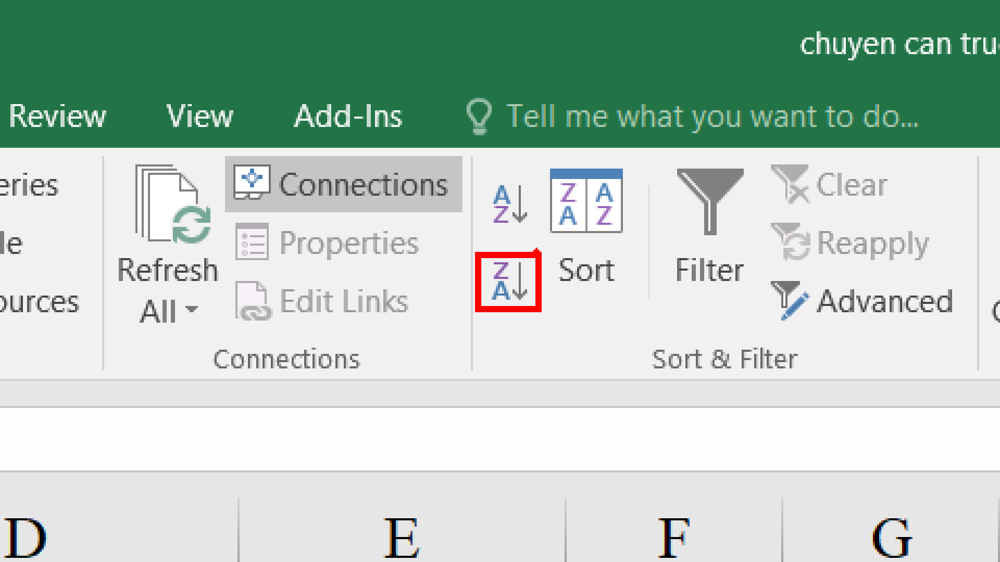 chuyen can tru
Review View Add-Ins Tell me what you want to do...
eries Connections Clear
le Properties Reapply
Refresh Sort Filter
All Edit Links Advanced
ources
Connections Sort & Filter
A Z
Z A
Z A
A Z
D E F G